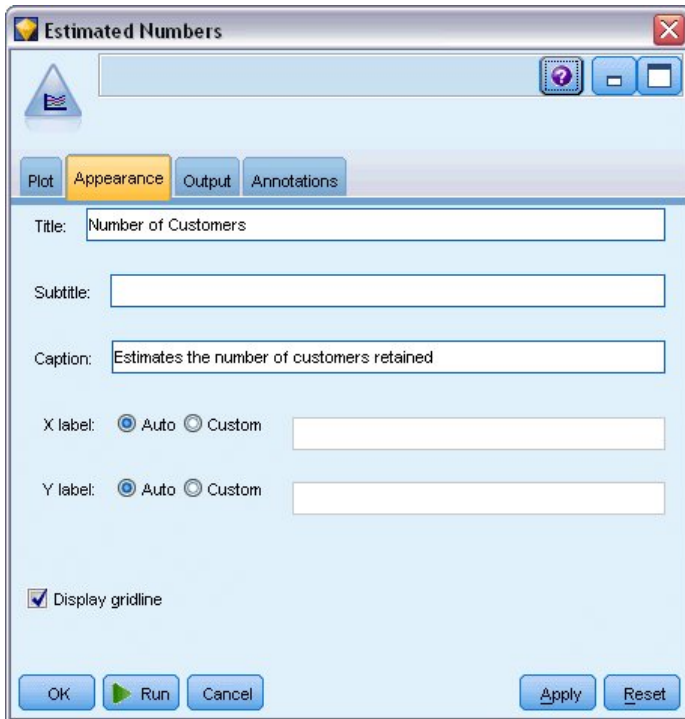 Estimated Numbers
Plot Appearance Output Annotations
Title: Number of Customers
Subtitle:
Caption: Estimates the number of customers retained
X label: Auto Custom
Y label: Auto Custom
Display gridline
OK Run Cancel Apply Reset